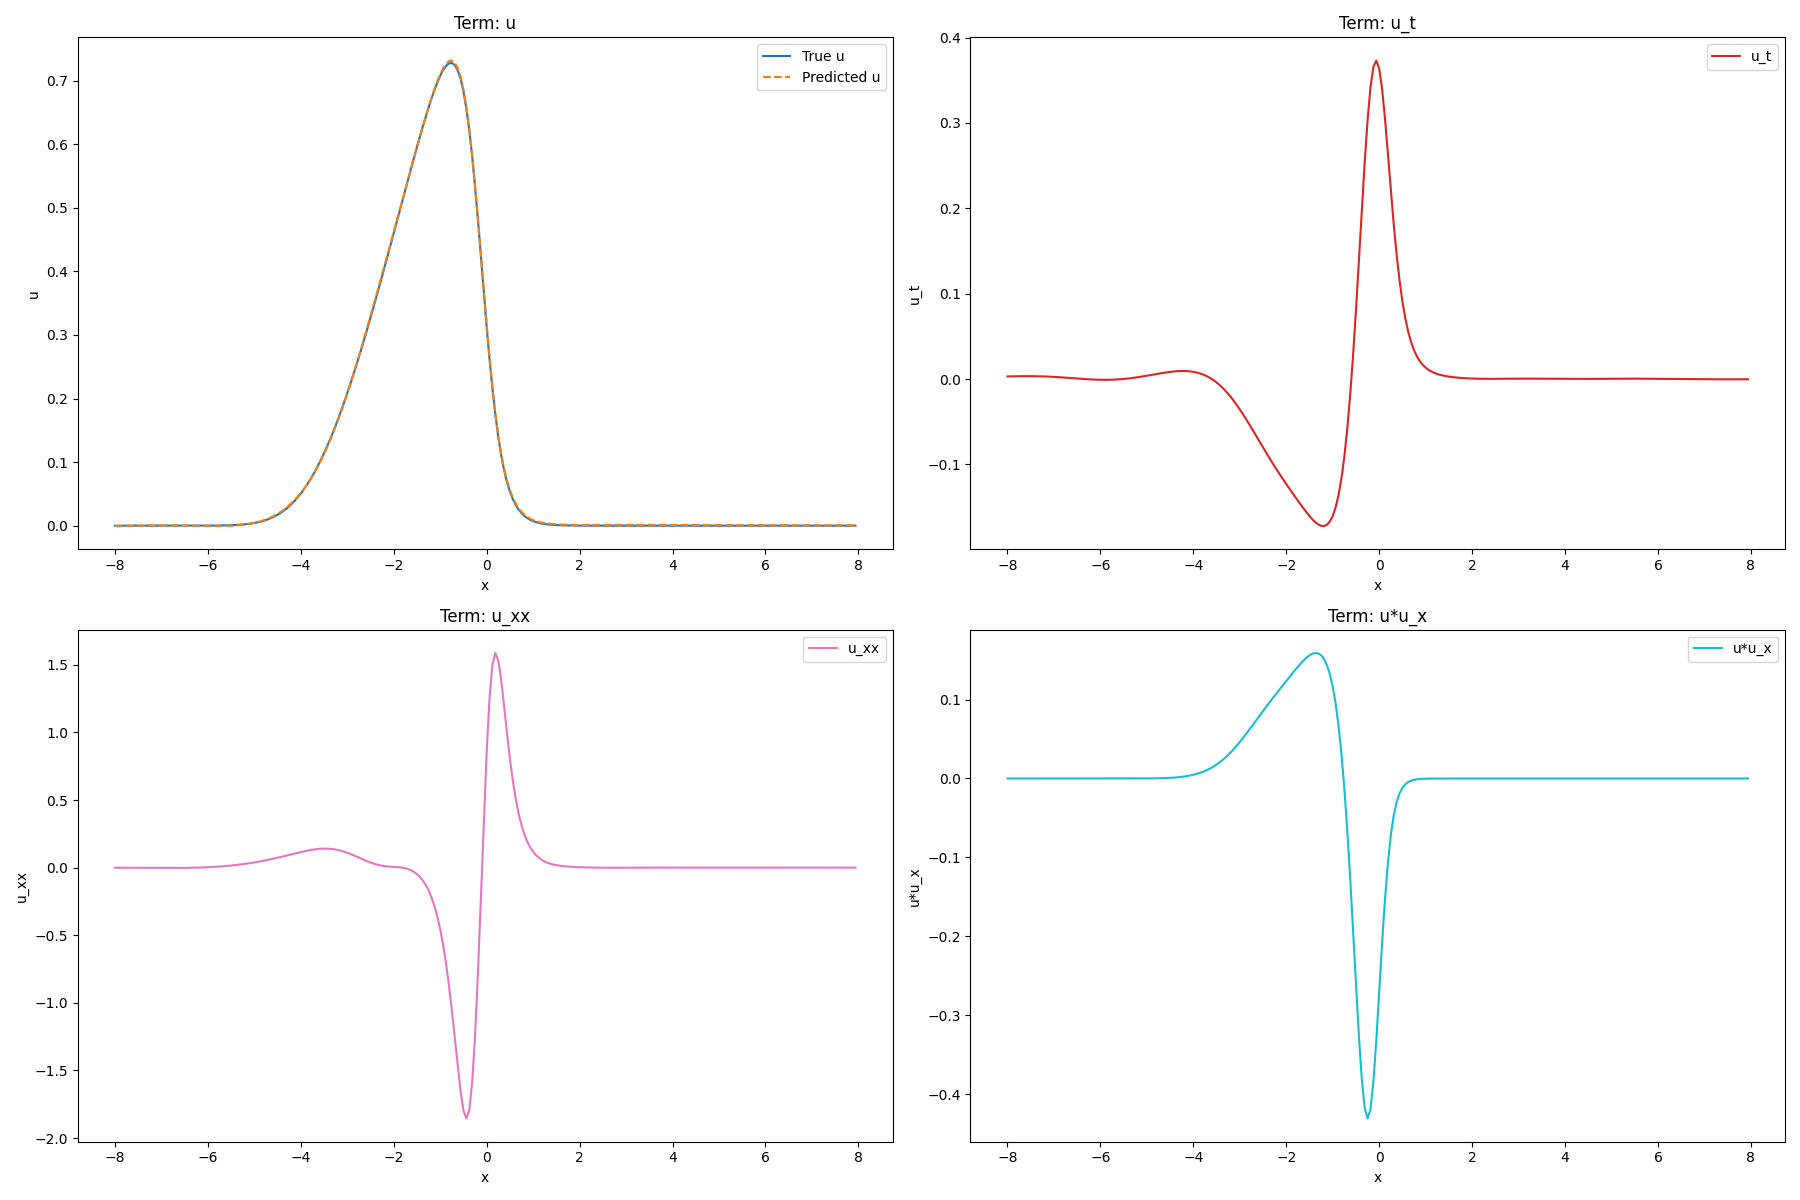 Term: u
True u
Predicted u
u
0.7
0.6
0.5
0.4
0.3
0.2
0.1
0.0
−8 −6 −4 −2 0 2 4 6 8
x
Term: u_t
u_t
u_t
0.4
0.3
0.2
0.1
0.0
−0.1
−8 −6 −4 −2 0 2 4 6 8
x
Term: u_xx
u_xx
u_xx
1.5
1.0
0.5
0.0
−0.5
−1.0
−1.5
−2.0
−8 −6 −4 −2 0 2 4 6 8
x
Term: u*u_x
u*u_x
u*u_x
0.1
0.0
−0.1
−0.2
−0.3
−0.4
−8 −6 −4 −2 0 2 4 6 8
x